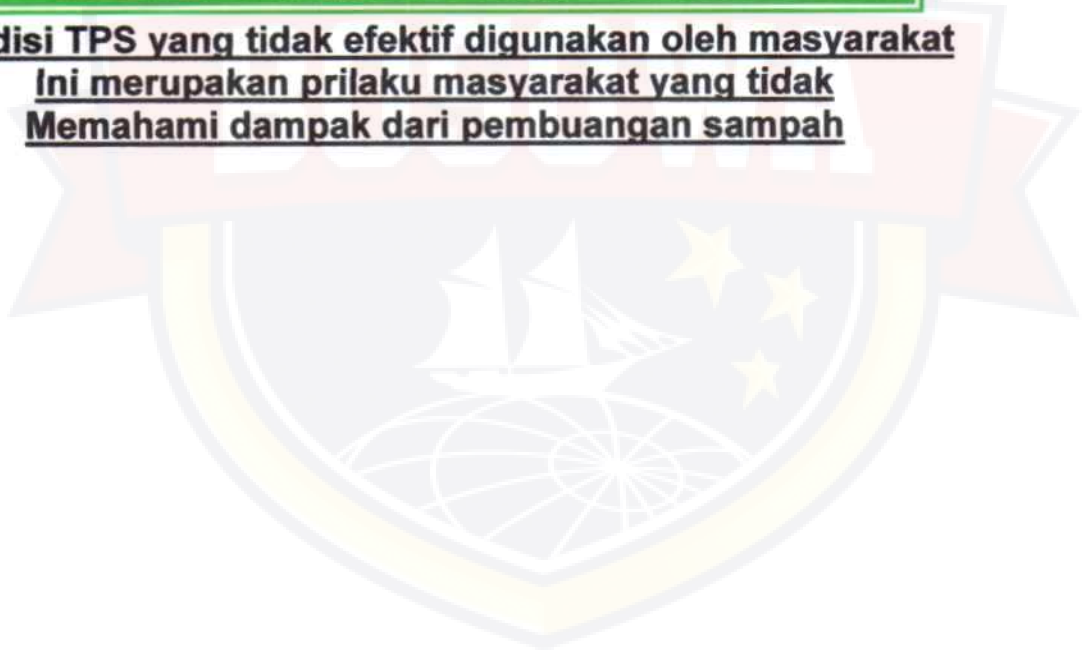 disi TPS yang tidak efektif digunakan oleh masyarakat
Ini merupakan prilaku masyarakat yang tidak
Memahami dampak dari pembuangan sampah